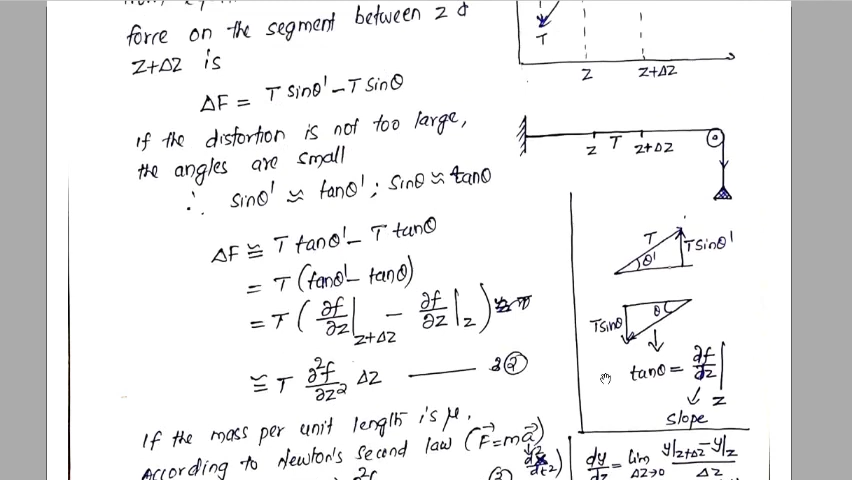 force on the segment between z &
z+Δz is
ΔF = T sinθ' - T sinθ
If the distortion is not too large,
the angles are small
∴ sinθ' ≈ tanθ' ; sinθ ≈ tanθ
ΔF ≅ T tanθ' - T tanθ
= T (tanθ' - tanθ)
= T ( ∂f/∂z |z+Δz - ∂f/∂z |z )
≅ T ∂²f/∂z² Δz —— ②
If the mass per unit length is μ,
According to Newton's second law (F⃗=ma⃗)
T
z z+Δz
z T z+Δz
T T sinθ'
θ'
θ
T sinθ
tanθ = ∂f/∂z |z
slope
dy/dz = lim Δz→0 y|z+Δz - y|z / Δz